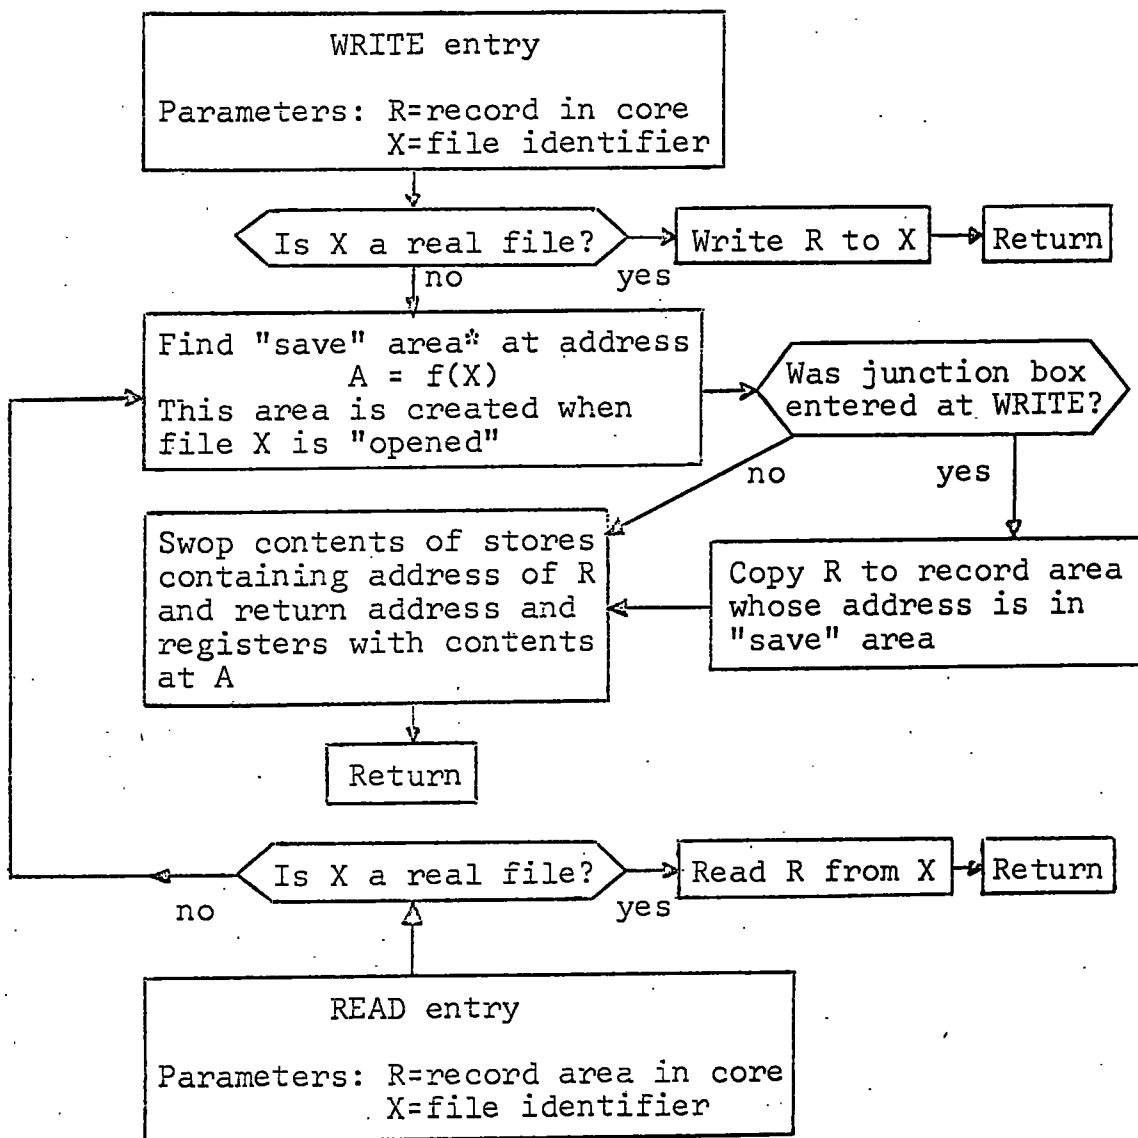 WRITE entry
Parameters: R=record in core
X=file identifier
Is X a real file?
Write R to X
Return
no
yes
Find "save" area* at address
A = f(X)
This area is created when
file X is "opened"
Was junction box
entered at WRITE?
no
yes
Swop contents of stores
containing address of R
and return address and
registers with contents
at A
Copy R to record area
whose address is in
"save" area
Return
Is X a real file?
Read R from X
Return
no
yes
READ entry
Parameters: R=record area in core
X=file identifier